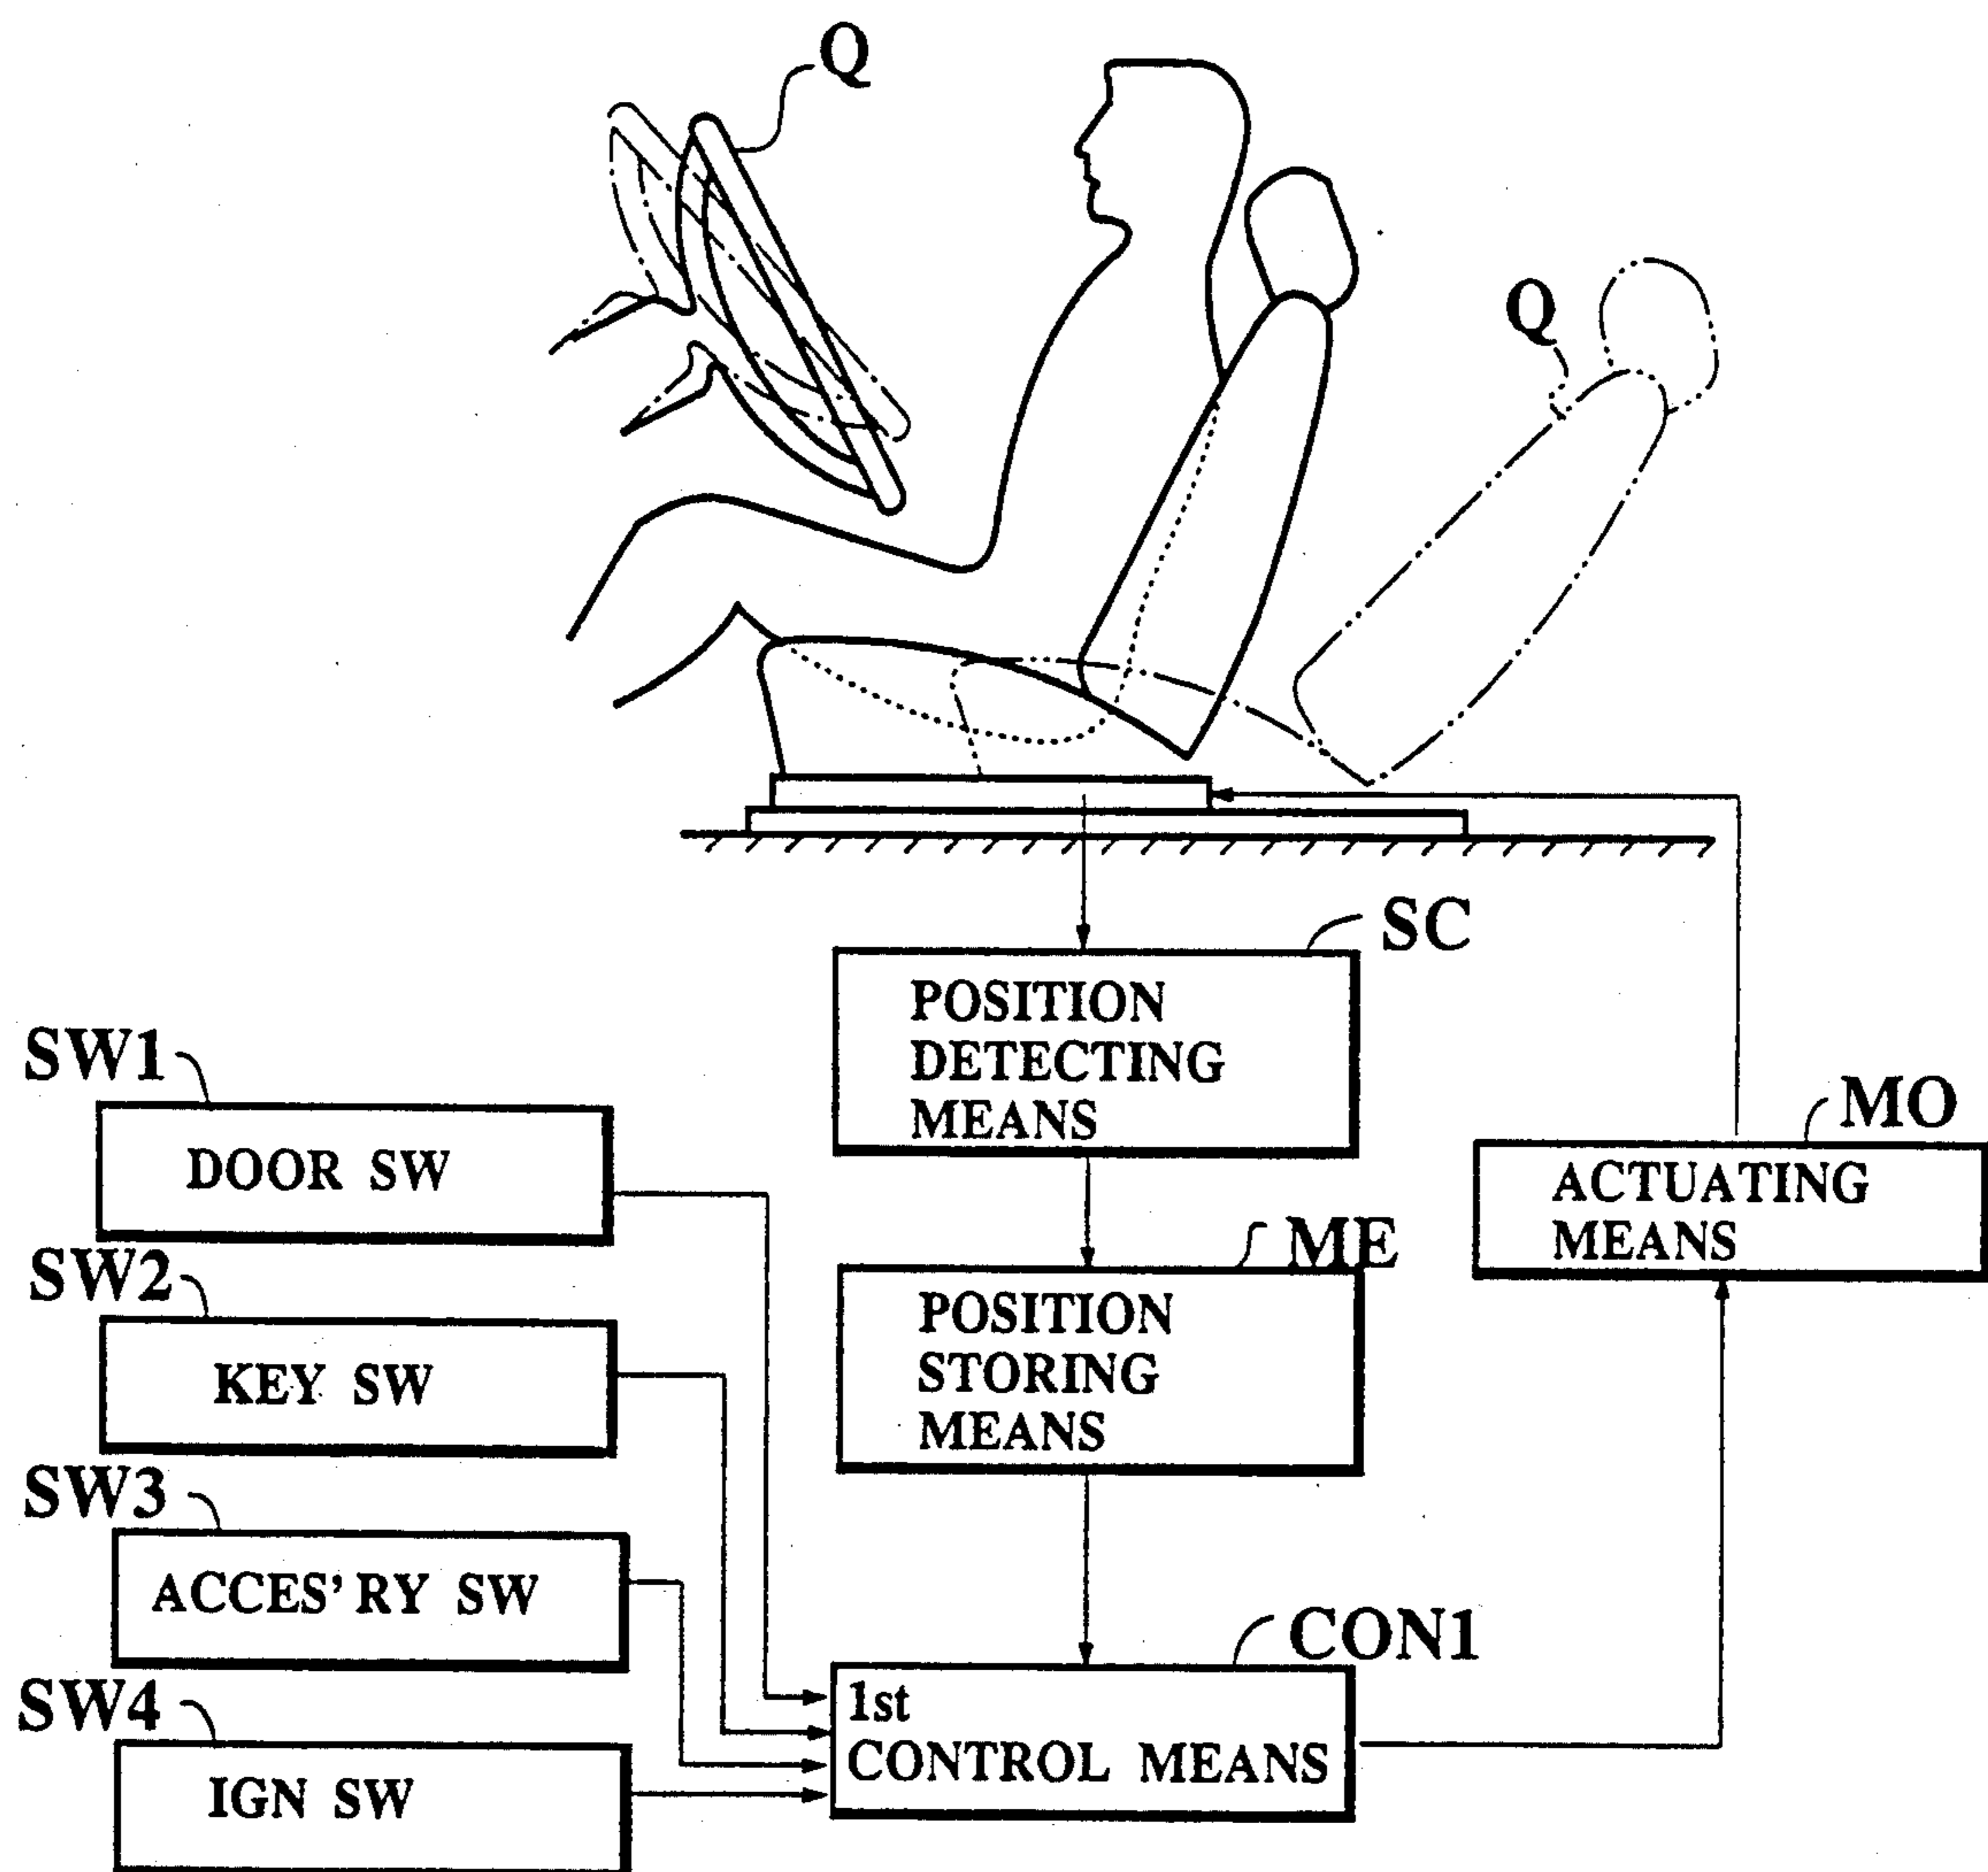 Q
Q
SC
POSITION
DETECTING
MEANS
SW1
DOOR SW
MO
ACTUATING
MEANS
ME
POSITION
STORING
MEANS
SW2
KEY SW
SW3
ACCES'RY SW
CON1
1st
CONTROL MEANS
SW4
IGN SW